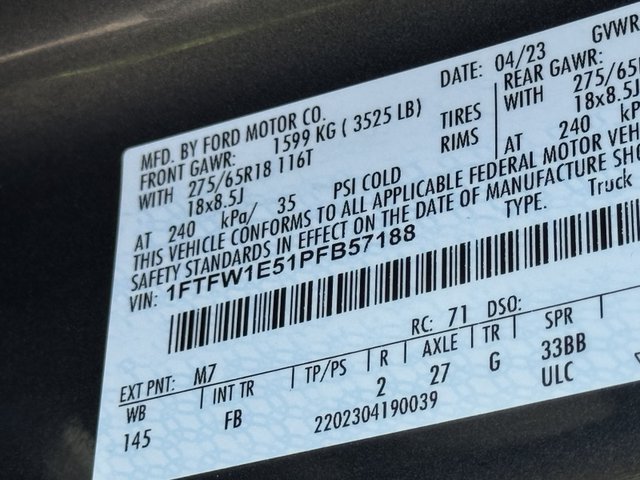 MFD. BY FORD MOTOR CO. DATE: 04/23 GVWR
FRONT GAWR: 1599 KG ( 3525 LB) REAR GAWR:
WITH 275/65R18 116T TIRES WITH 275/65R
18x8.5J RIMS 18x8.5J
AT 240 kPa/ 35 PSI COLD AT 240 kP
THIS VEHICLE CONFORMS TO ALL APPLICABLE FEDERAL MOTOR VEH
SAFETY STANDARDS IN EFFECT ON THE DATE OF MANUFACTURE SHO
VIN: 1FTFW1E51PFB57188 TYPE. Truck
RC: 71 DSO:
EXT PNT: M7
WB INT TR TP/PS R AXLE TR SPR
145 FB 2 27 G 33BB
2202304190039 ULC